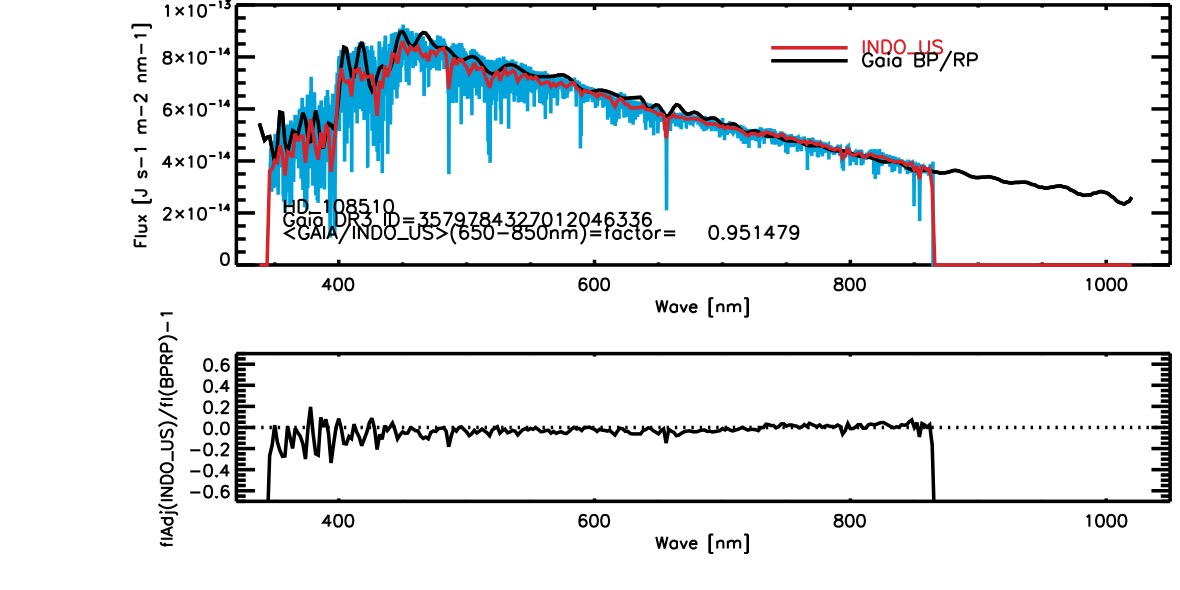 1×10−13
8×10−14
6×10−14
4×10−14
2×10−14
0
Flux [J s−1 m−2 nm−1]
INDO_US
Gaia BP/RP
HD_108510
Gaia DR3 ID=3579784327012046336
<GAIA/INDO_US>(650−850nm)=factor= 0.951479
400 600 800 1000
Wave [nm]
flAdj(INDO_US)/fl(BPRP)−1
0.6
0.4
0.2
0.0
−0.2
−0.4
−0.6
400 600 800 1000
Wave [nm]